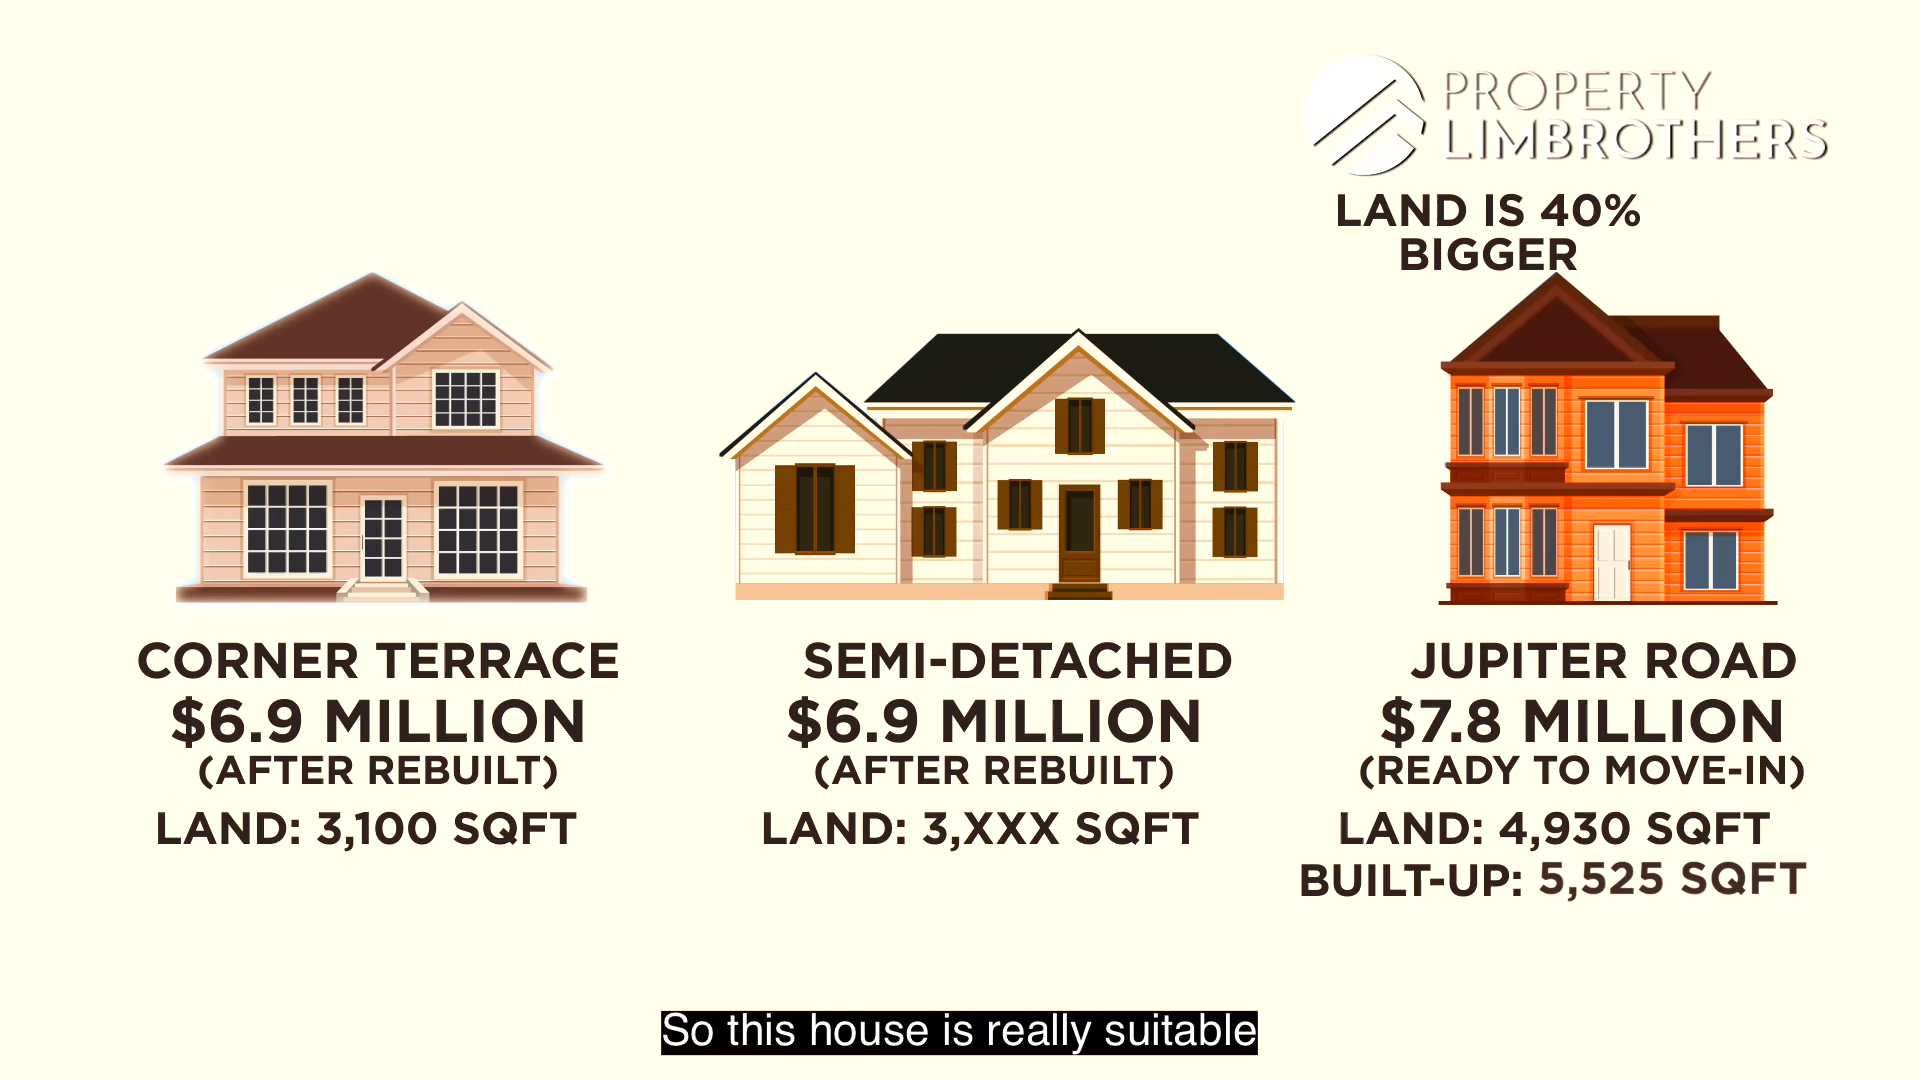 PROPERTY
LIMBROTHERS
LAND IS 40%
BIGGER
CORNER TERRACE
$6.9 MILLION
(AFTER REBUILT)
LAND: 3,100 SQFT
SEMI-DETACHED
$6.9 MILLION
(AFTER REBUILT)
LAND: 3,XXX SQFT
JUPITER ROAD
$7.8 MILLION
(READY TO MOVE-IN)
LAND: 4,930 SQFT
BUILT-UP: 5,525 SQFT
So this house is really suitable